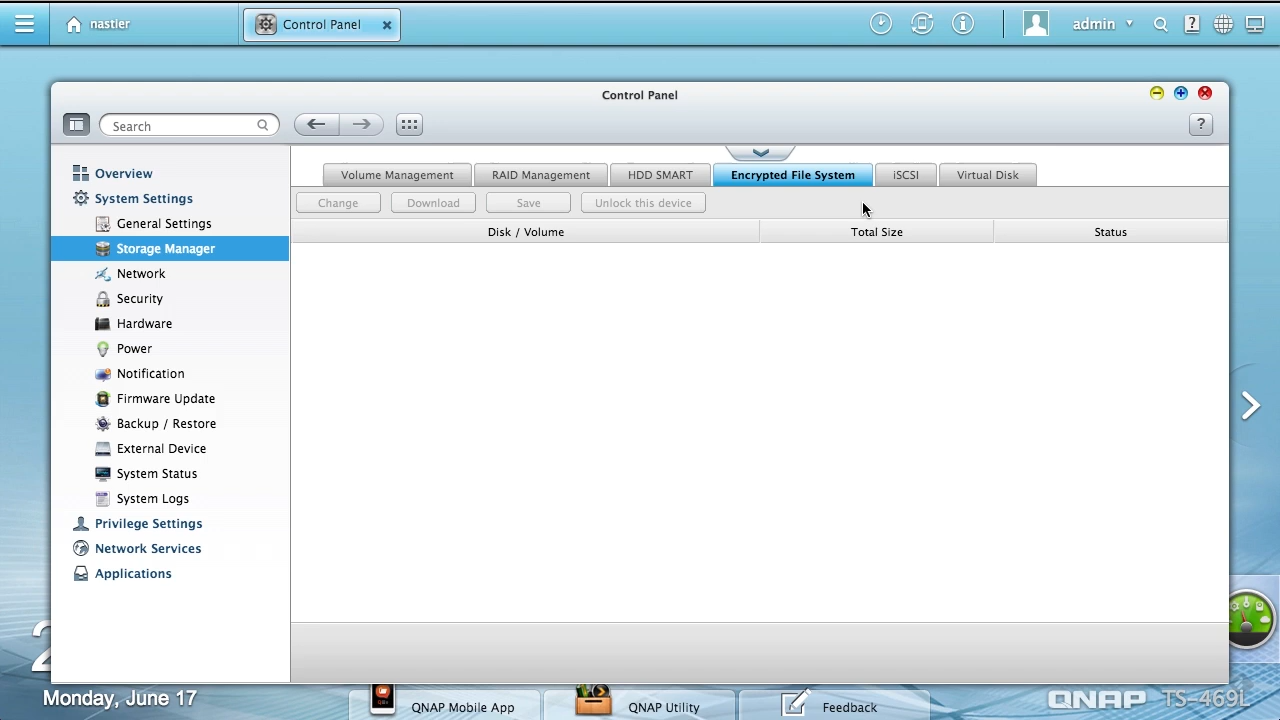 nastier
Control Panel
admin
Control Panel
Search
?
Overview
System Settings
General Settings
Storage Manager
Network
Security
Hardware
Power
Notification
Firmware Update
Backup / Restore
External Device
System Status
System Logs
Privilege Settings
Network Services
Applications
Volume Management
RAID Management
HDD SMART
Encrypted File System
iSCSI
Virtual Disk
Change
Download
Save
Unlock this device
Disk / Volume
Total Size
Status
2
Monday, June 17
QNAP Mobile App
QNAP Utility
Feedback
QNAP TS-469L